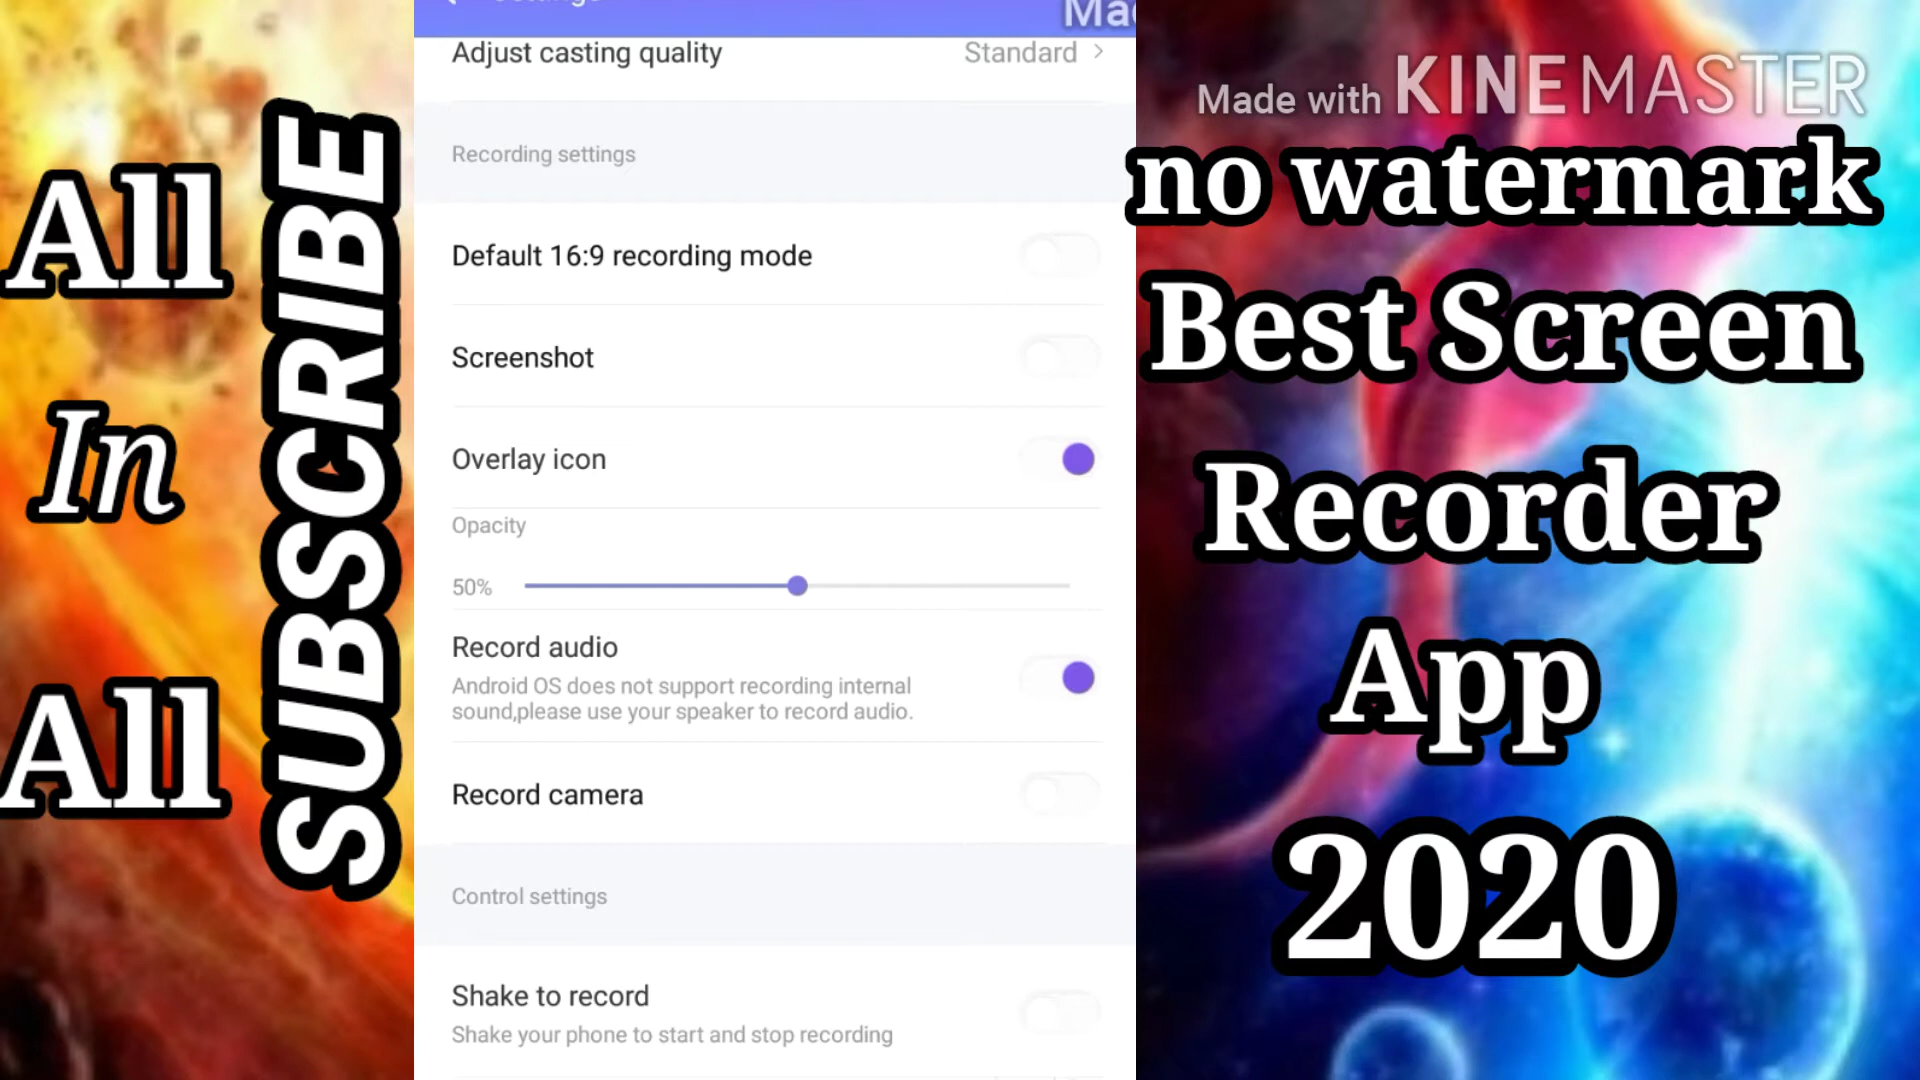 All
In
All
SUBSCRIBE
Settings
Adjust casting quality
Standard
Recording settings
Default 16:9 recording mode
Screenshot
Overlay icon
Opacity
50%
Record audio
Android OS does not support recording internal
sound,please use your speaker to record audio.
Record camera
Control settings
Shake to record
Shake your phone to start and stop recording
Made with KINEMASTER
no watermark
Best Screen
Recorder
App
2020